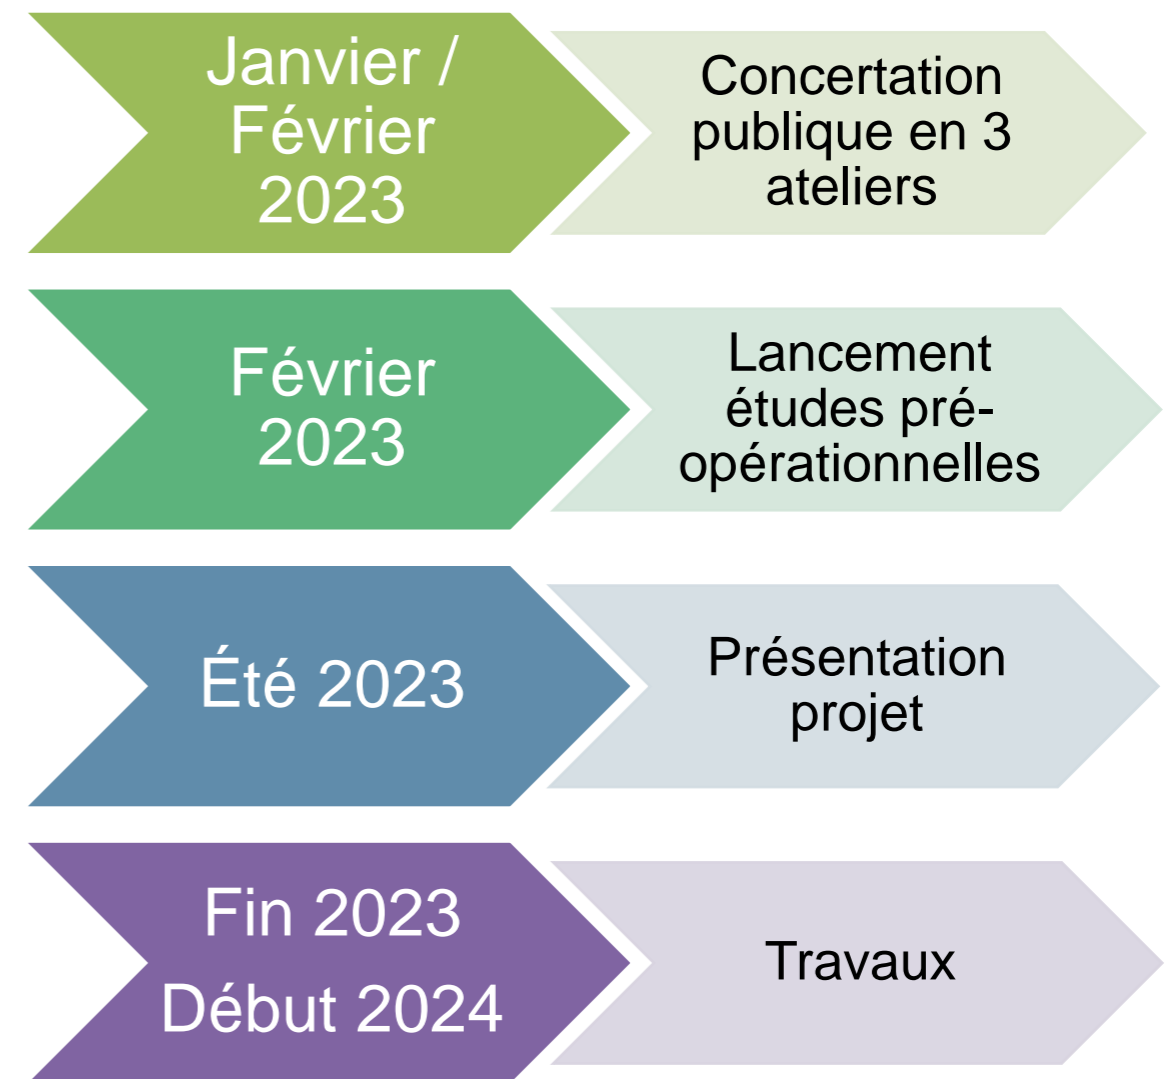 Janvier /
Février
2023
Concertation
publique en 3
ateliers
Février
2023
Lancement
études pré-
opérationnelles
Été 2023
Présentation
projet
Fin 2023
Début 2024
Travaux